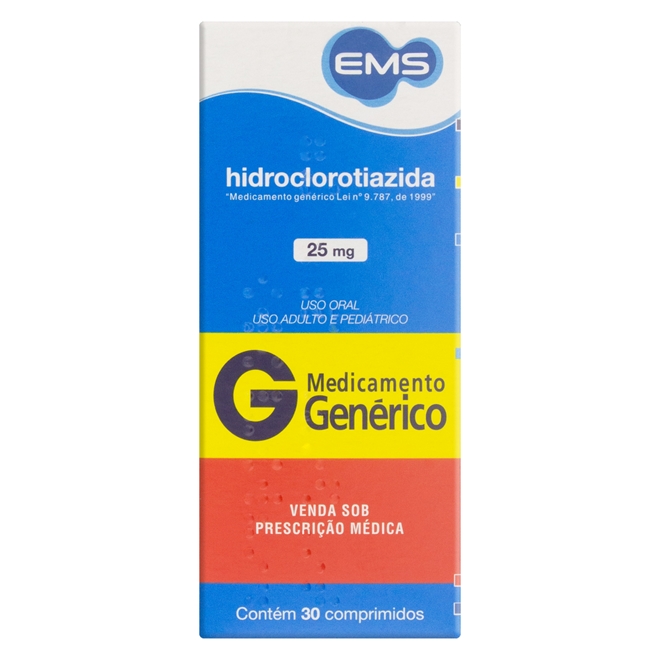 EMS
hidroclorotiazida
"Medicamento genérico Lei nº 9.787, de 1999"
25 mg
USO ORAL
USO ADULTO E PEDIÁTRICO
G Medicamento
Genérico
VENDA SOB
PRESCRIÇÃO MÉDICA
Contém 30 comprimidos